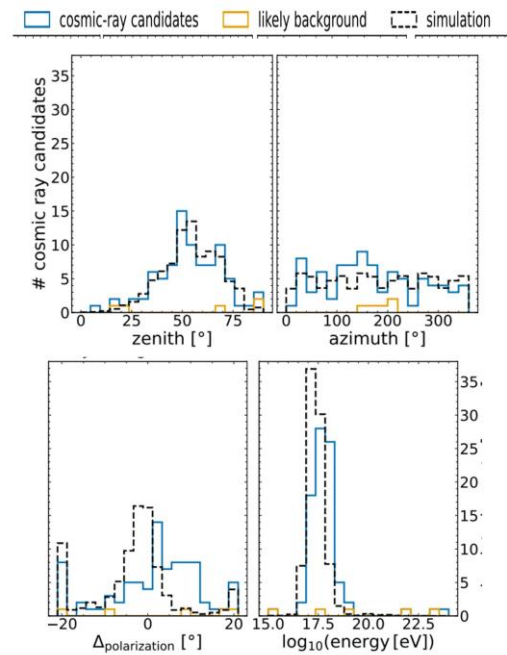 cosmic-ray candidates likely background simulation
# cosmic ray candidates
35
30
25
20
15
10
5
0
0 25 50 75 0 100 200 300
zenith [°] azimuth [°]
35
30
25
20
15
10
5
0
−20 0 20 15.0 17.5 20.0 22.5
Δpolarization [°] log10(energy[eV])